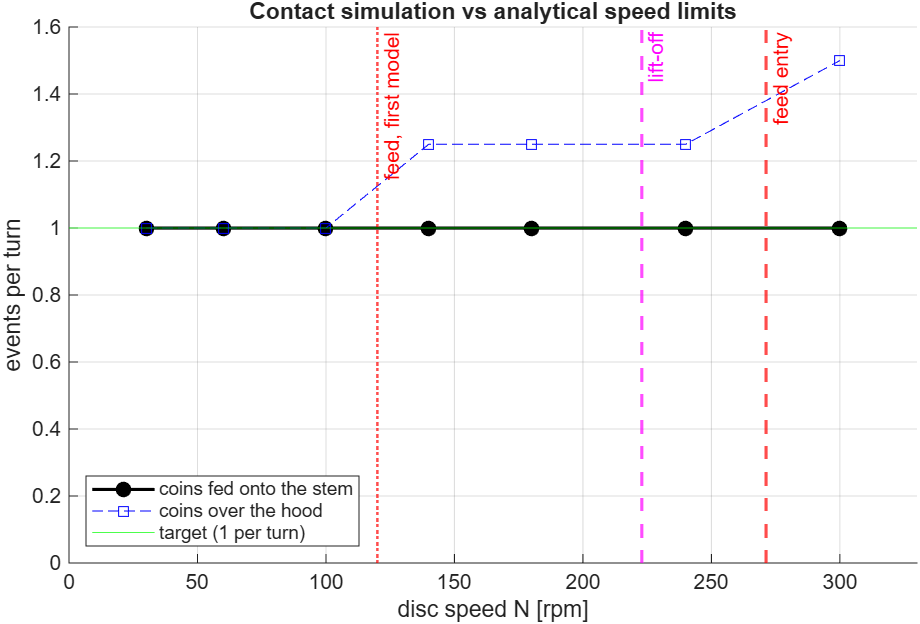 Contact simulation vs analytical speed limits
1.6
1.4
1.2
1
0.8
0.6
0.4
0.2
0
events per turn
feed, first model
lift-off
feed entry
coins fed onto the stem
coins over the hood
target (1 per turn)
0 50 100 150 200 250 300
disc speed N [rpm]